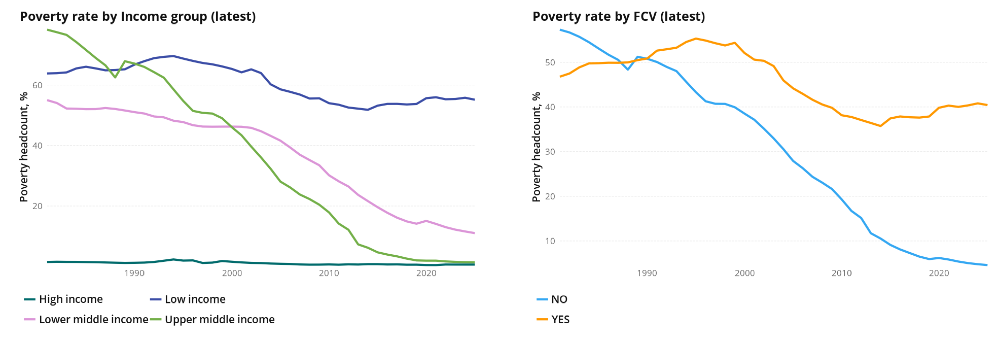 Poverty rate by Income group (latest)
Poverty headcount, %
60
40
20
1990
2000
2010
2020
High income
Low income
Lower middle income
Upper middle income
Poverty rate by FCV (latest)
Poverty headcount, %
50
40
30
20
10
1990
2000
2010
2020
NO
YES